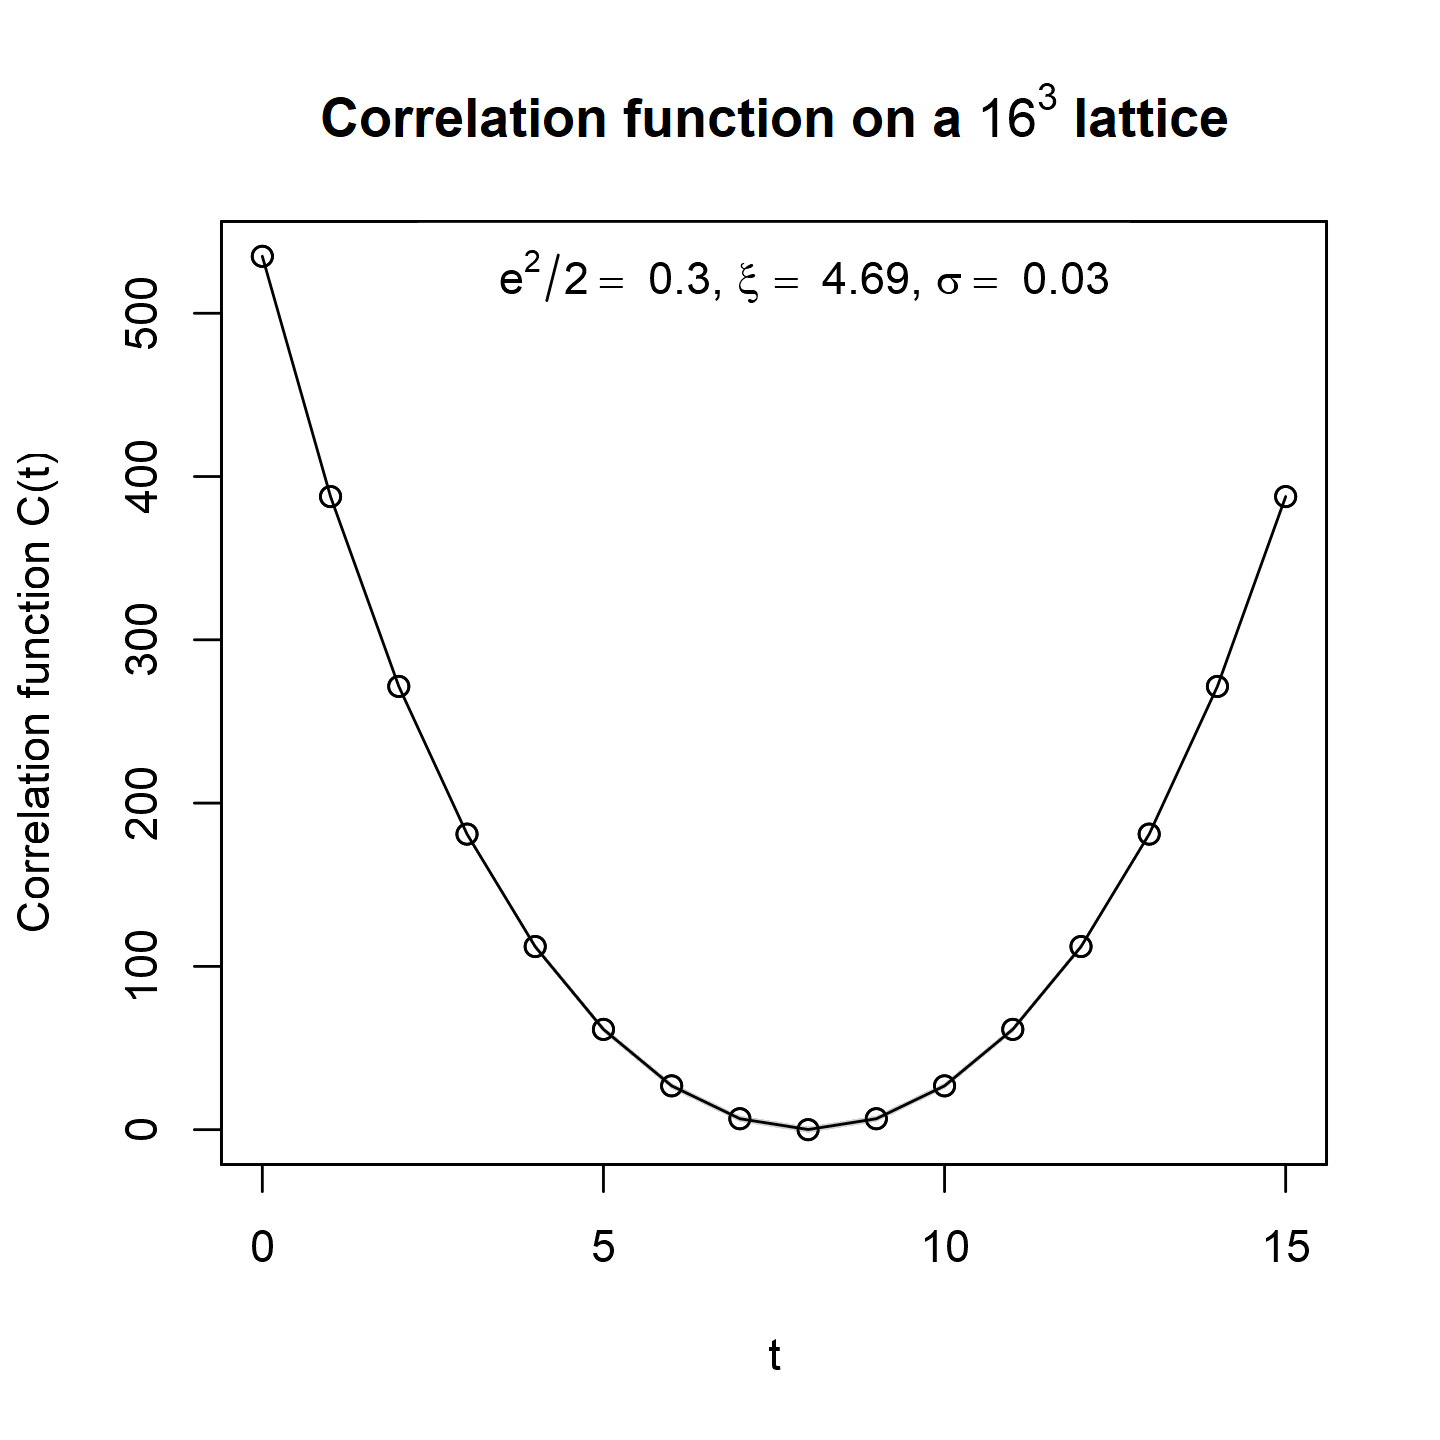 Correlation function on a 16³ lattice
e²/2 = 0.3, ξ = 4.69, σ = 0.03
Correlation function C(t)
500
400
300
200
100
0
0 5 10 15
t